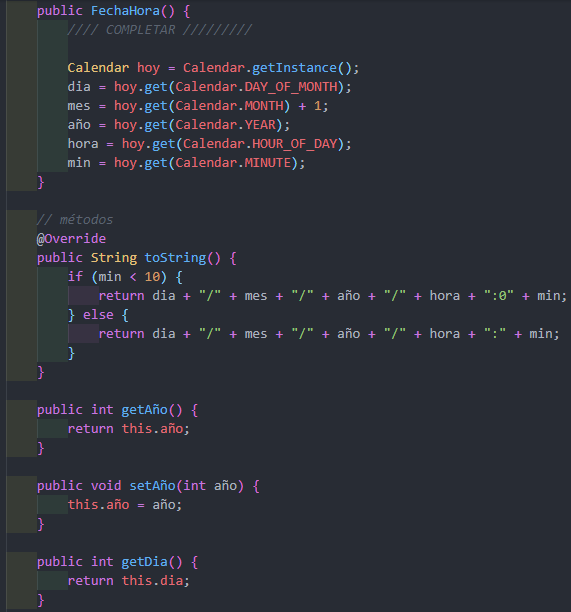 public FechaHora() {
//// COMPLETAR /////////
Calendar hoy = Calendar.getInstance();
dia = hoy.get(Calendar.DAY_OF_MONTH);
mes = hoy.get(Calendar.MONTH) + 1;
año = hoy.get(Calendar.YEAR);
hora = hoy.get(Calendar.HOUR_OF_DAY);
min = hoy.get(Calendar.MINUTE);
}
// métodos
@Override
public String toString() {
if (min < 10) {
return dia + "/" + mes + "/" + año + "/" + hora + ":0" + min;
} else {
return dia + "/" + mes + "/" + año + "/" + hora + ":" + min;
}
}
public int getAño() {
return this.año;
}
public void setAño(int año) {
this.año = año;
}
public int getDia() {
return this.dia;
}